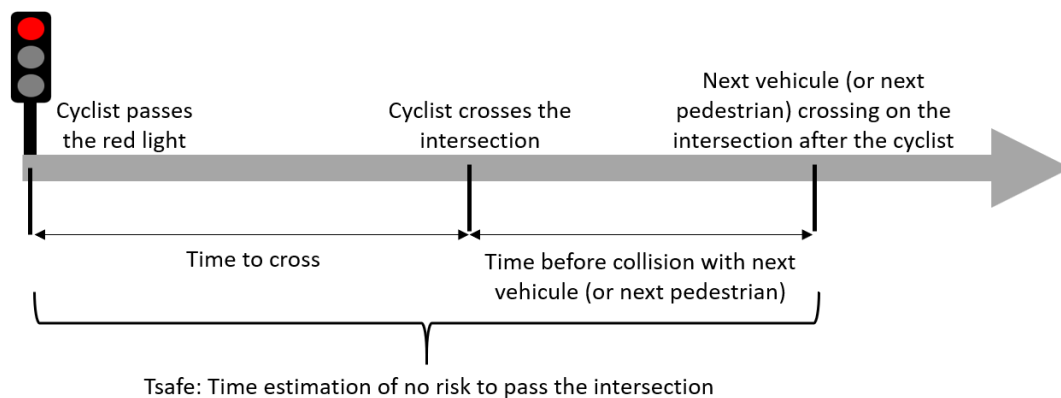 Cyclist passes
the red light
Cyclist crosses the
intersection
Next vehicule (or next
pedestrian) crossing on the
intersection after the cyclist
Time to cross
Time before collision with next
vehicule (or next pedestrian)
Tsafe: Time estimation of no risk to pass the intersection